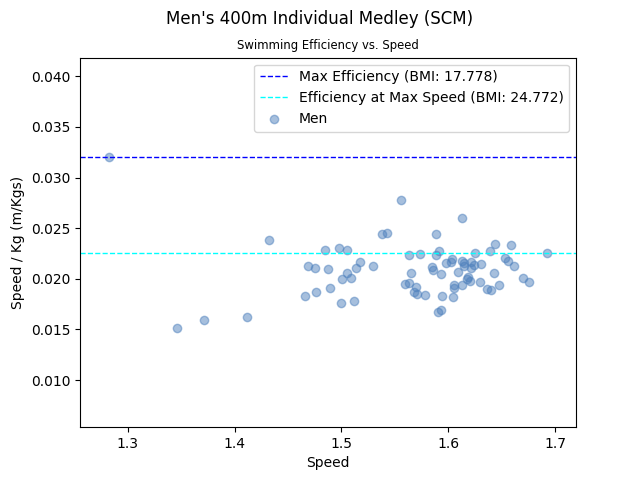 Men's 400m Individual Medley (SCM)
Swimming Efficiency vs. Speed
Max Efficiency (BMI: 17.778)
Efficiency at Max Speed (BMI: 24.772)
Men
Speed / Kg (m/Kgs)
0.040
0.035
0.030
0.025
0.020
0.015
0.010
1.3 1.4 1.5 1.6 1.7
Speed